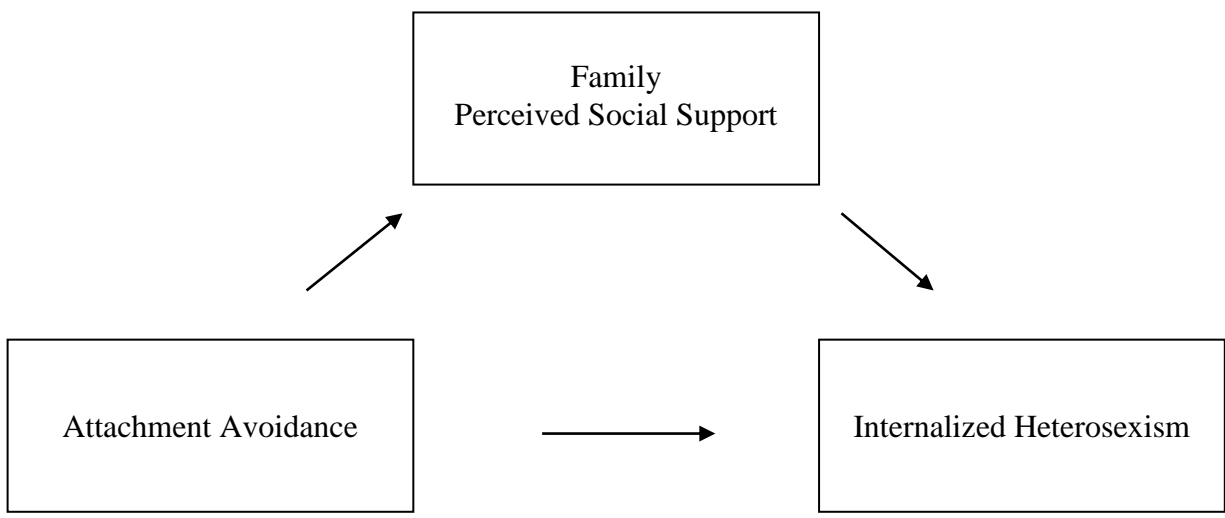 Family
Perceived Social Support
Attachment Avoidance
Internalized Heterosexism